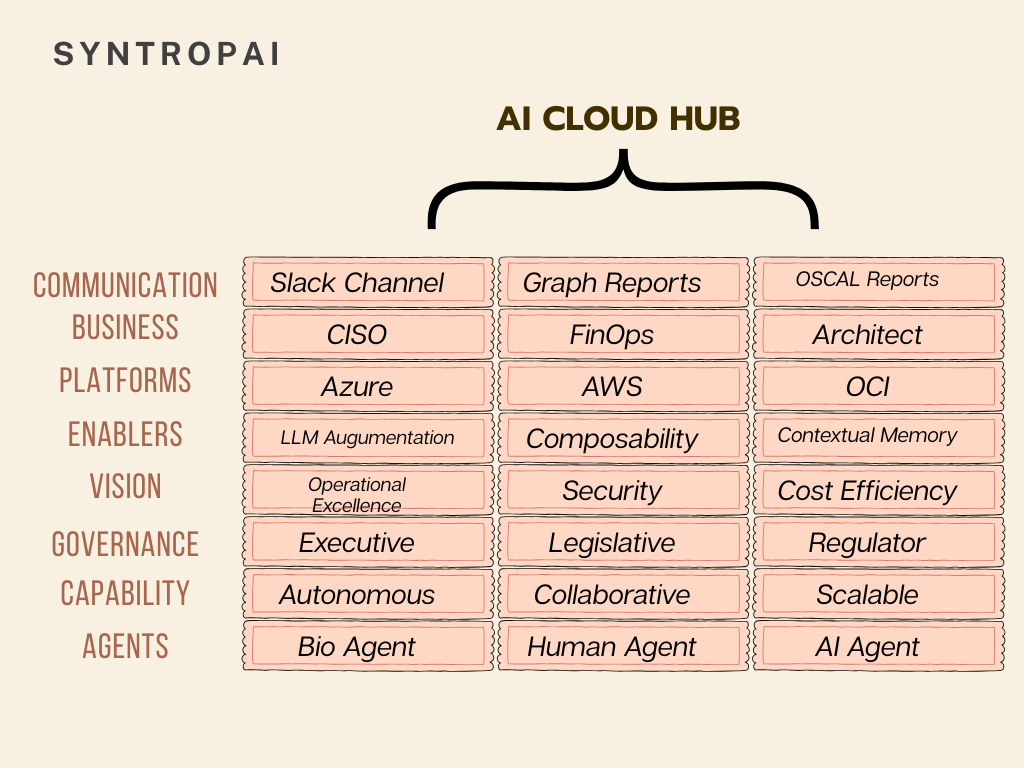 SYNTROPAI
AI CLOUD HUB
COMMUNICATION Slack Channel Graph Reports OSCAL Reports
BUSINESS CISO FinOps Architect
PLATFORMS Azure AWS OCI
ENABLERS LLM Augumentation Composability Contextual Memory
VISION Operational Excellence Security Cost Efficiency
GOVERNANCE Executive Legislative Regulator
CAPABILITY Autonomous Collaborative Scalable
AGENTS Bio Agent Human Agent AI Agent